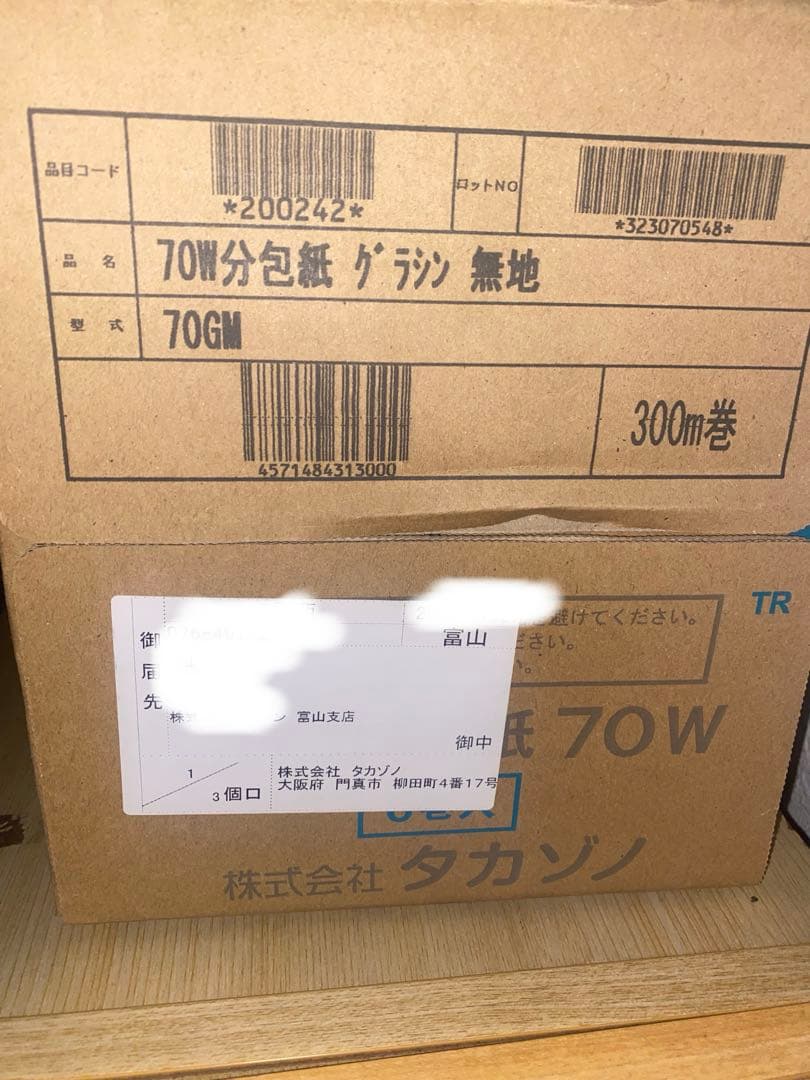 品目コード
*200242*
ロットNO
*323070548*
品 名
70W分包紙 グラシン 無地
型 式
70GM
4571484313000
300m巻
TR
避けてください。
ださい。
い。
御
届
先
富山
株
富山支店
御中
1
3個口
株式会社 タカゾノ
大阪府 門真市 柳田町4番17号
紙 70W
株式会社 タカゾノ